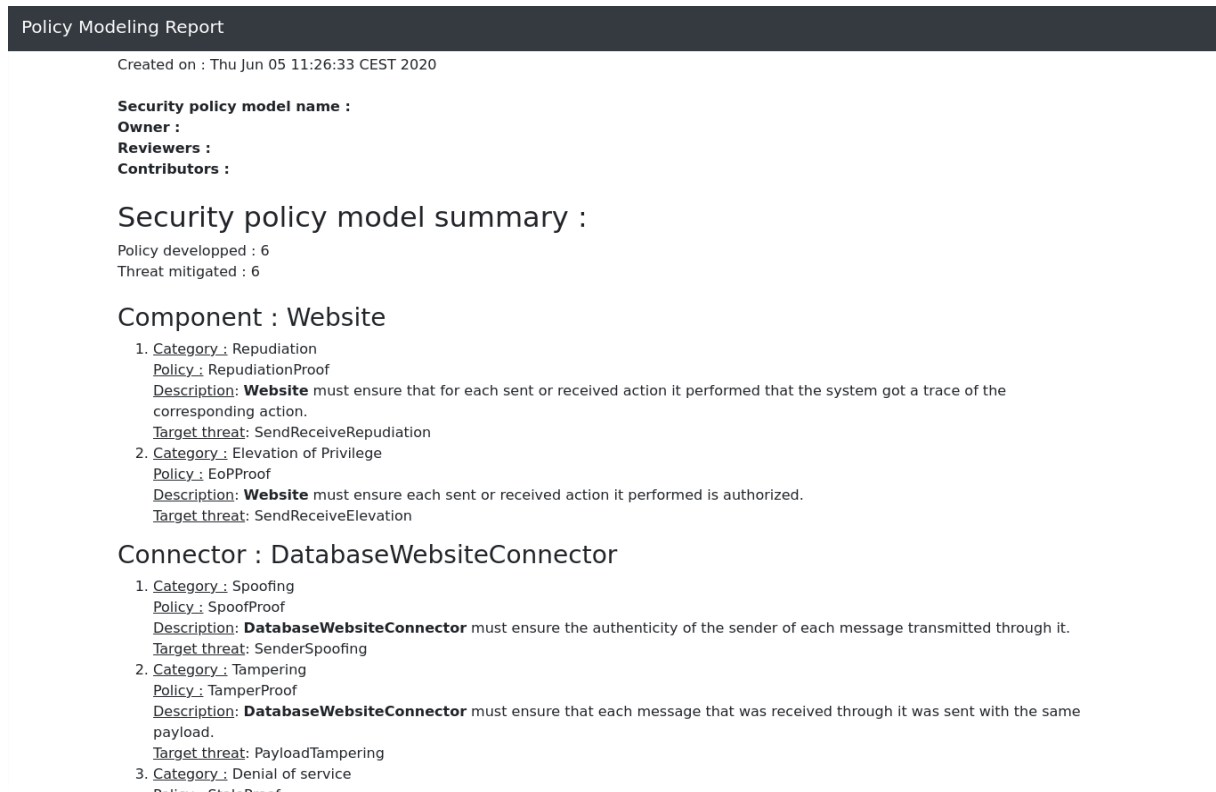 Policy Modeling Report
Created on : Thu Jun 05 11:26:33 CEST 2020
Security policy model name :
Owner :
Reviewers :
Contributors :
Security policy model summary :
Policy developped : 6
Threat mitigated : 6
Component : Website
1. Category : Repudiation
Policy : RepudiationProof
Description: Website must ensure that for each sent or received action it performed that the system got a trace of the
corresponding action.
Target threat: SendReceiveRepudiation
2. Category : Elevation of Privilege
Policy : EoPProof
Description: Website must ensure each sent or received action it performed is authorized.
Target threat: SendReceiveElevation
Connector : DatabaseWebsiteConnector
1. Category : Spoofing
Policy : SpoofProof
Description: DatabaseWebsiteConnector must ensure the authenticity of the sender of each message transmitted through it.
Target threat: SenderSpoofing
2. Category : Tampering
Policy : TamperProof
Description: DatabaseWebsiteConnector must ensure that each message that was received through it was sent with the same
payload.
Target threat: PayloadTampering
3. Category : Denial of service